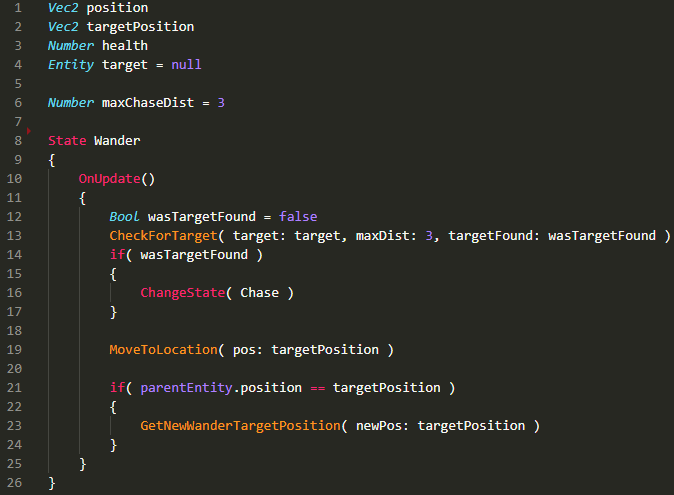 1 Vec2 position
2 Vec2 targetPosition
3 Number health
4 Entity target = null
5
6 Number maxChaseDist = 3
7
8 State Wander
9 {
10 OnUpdate()
11 {
12 Bool wasTargetFound = false
13 CheckForTarget( target: target, maxDist: 3, targetFound: wasTargetFound )
14 if( wasTargetFound )
15 {
16 ChangeState( Chase )
17 }
18
19 MoveToLocation( pos: targetPosition )
20
21 if( parentEntity.position == targetPosition )
22 {
23 GetNewWanderTargetPosition( newPos: targetPosition )
24 }
25 }
26 }